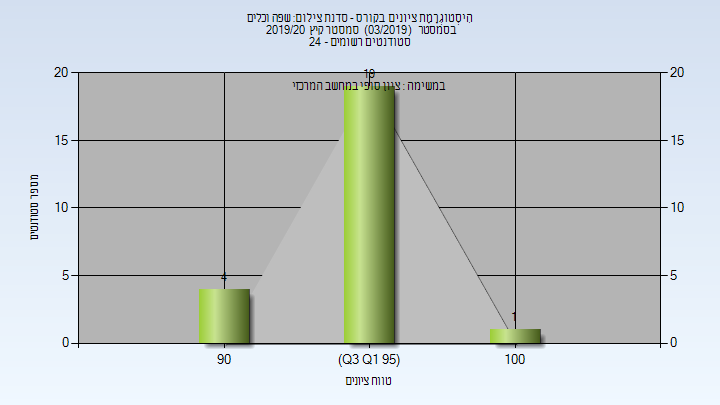 היסטוגרמת ציונים בקורס - סדנת צילום: שפה וכלים
בסמסטר (03/2019) סמסטר קיץ 2019/20
סטודנטים רשומים - 24
במשימה : ציון סופי במחשב המרכזי
מספר סטודנטים
20
15
10
5
0
20
15
10
5
0
4
19
1
90
(Q3 Q1 95)
100
טווח ציונים